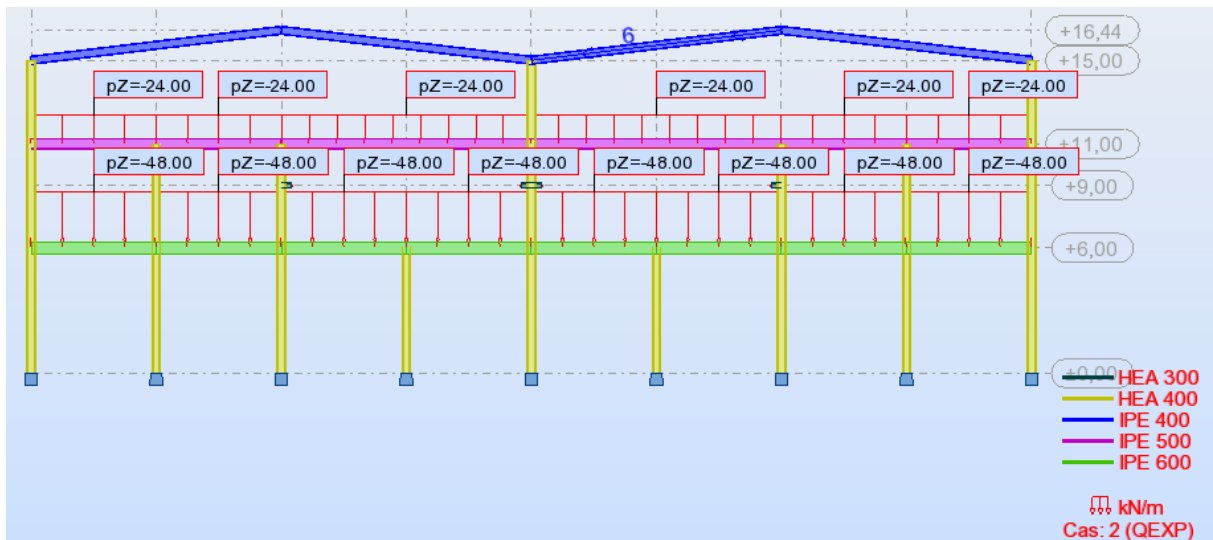 +16,44
6
+15,00
pZ=-24.00 pZ=-24.00 pZ=-24.00 pZ=-24.00 pZ=-24.00 pZ=-24.00
+11,00
pZ=-48.00 pZ=-48.00 pZ=-48.00 pZ=-48.00 pZ=-48.00 pZ=-48.00 pZ=-48.00 pZ=-48.00
+9,00
+6,00
+0,00
HEA 300
HEA 400
IPE 400
IPE 500
IPE 600
kN/m
Cas: 2 (QEXP)